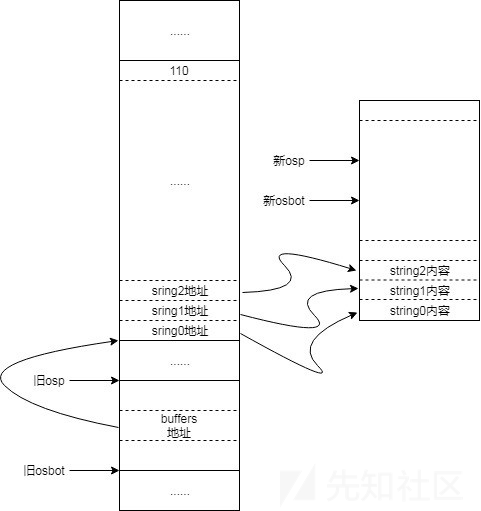 ......
110
......
新osp
新osbot
sring2地址
sring1地址
sring0地址
string2内容
string1内容
string0内容
......
旧osp
buffers
地址
旧osbot
......
先知社区